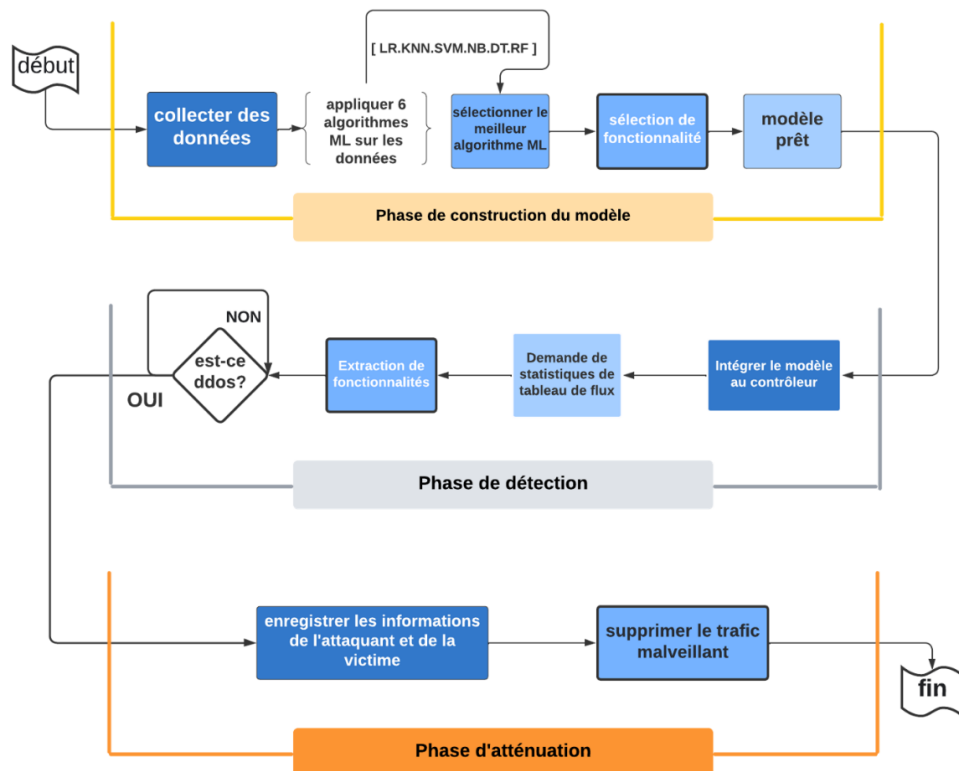 début
[ LR.KNN.SVM.NB.DT.RF ]
collecter des
données
appliquer 6
algorithmes
ML sur les
données
sélectionner le
meilleur
algorithme ML
sélection de
fonctionnalité
modèle
prêt
Phase de construction du modèle
NON
est-ce
ddos?
OUI
Extraction de
fonctionnalités
Demande de
statistiques de
tableau de flux
Intégrer le modèle
au contrôleur
Phase de détection
enregistrer les informations
de l'attaquant et de la
victime
supprimer le trafic
malveillant
fin
Phase d'atténuation